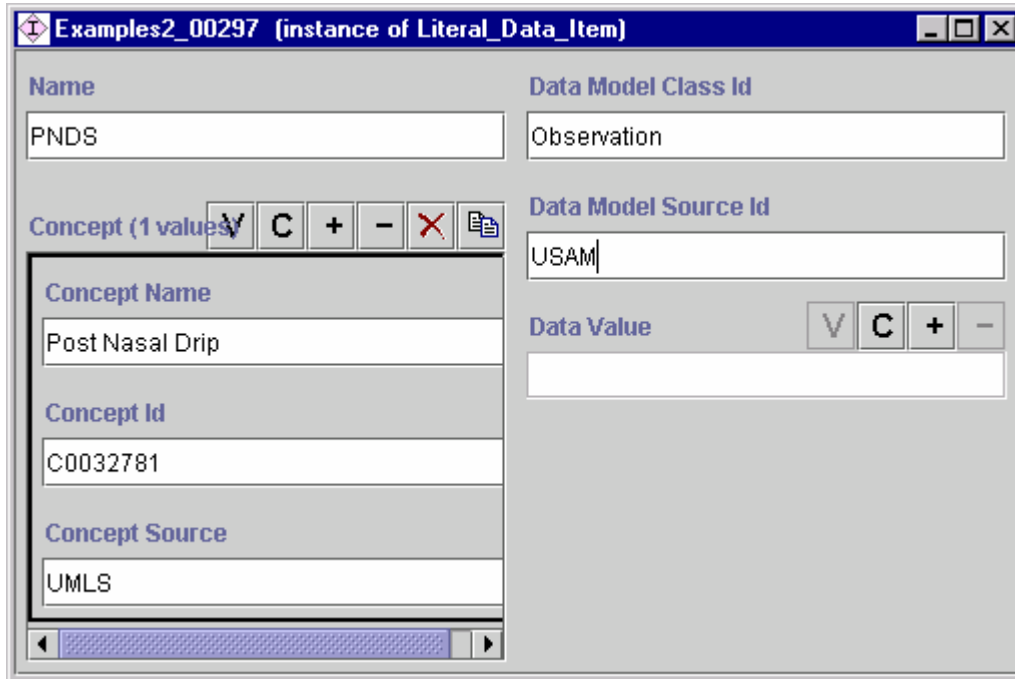 Examples2_00297 (instance of Literal_Data_Item)
Name
PNDS
Concept (1 values)
V C + −
Concept Name
Post Nasal Drip
Concept Id
C0032781
Concept Source
UMLS
Data Model Class Id
Observation
Data Model Source Id
USAM
Data Value
V C + −